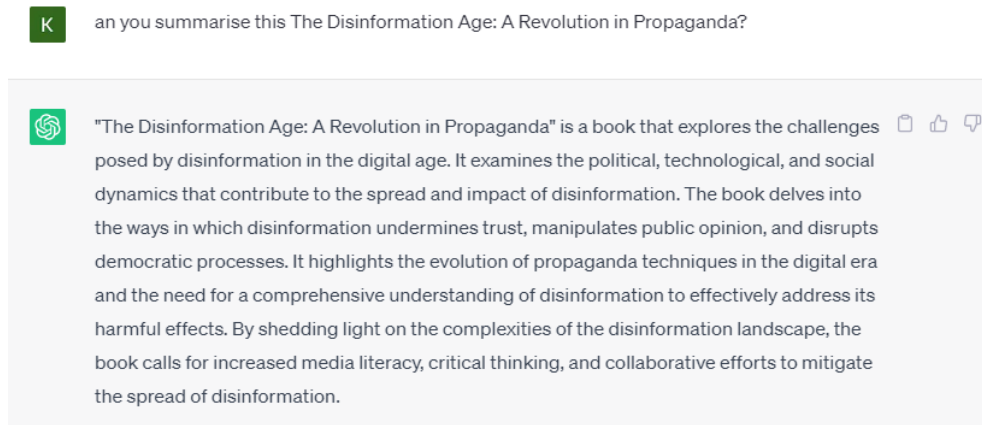 K
an you summarise this The Disinformation Age: A Revolution in Propaganda?
"The Disinformation Age: A Revolution in Propaganda" is a book that explores the challenges
posed by disinformation in the digital age. It examines the political, technological, and social
dynamics that contribute to the spread and impact of disinformation. The book delves into
the ways in which disinformation undermines trust, manipulates public opinion, and disrupts
democratic processes. It highlights the evolution of propaganda techniques in the digital era
and the need for a comprehensive understanding of disinformation to effectively address its
harmful effects. By shedding light on the complexities of the disinformation landscape, the
book calls for increased media literacy, critical thinking, and collaborative efforts to mitigate
the spread of disinformation.